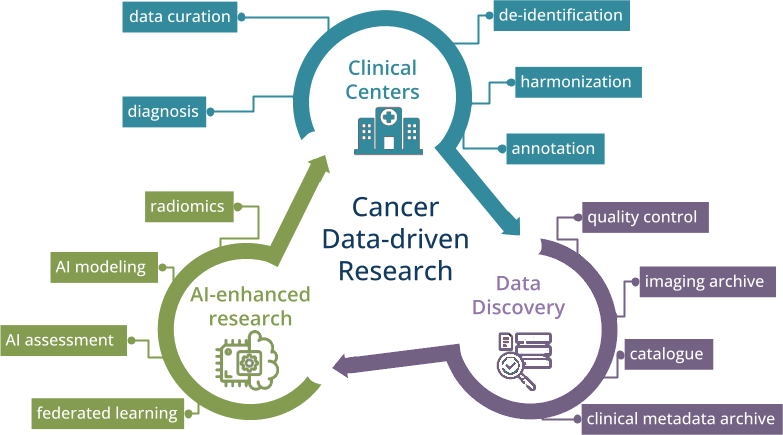 data curation
de-identification
Clinical
Centers
harmonization
diagnosis
annotation
radiomics
Cancer
Data-driven
Research
quality control
AI modeling
AI-enhanced
research
Data
Discovery
imaging archive
AI assessment
catalogue
federated learning
clinical metadata archive